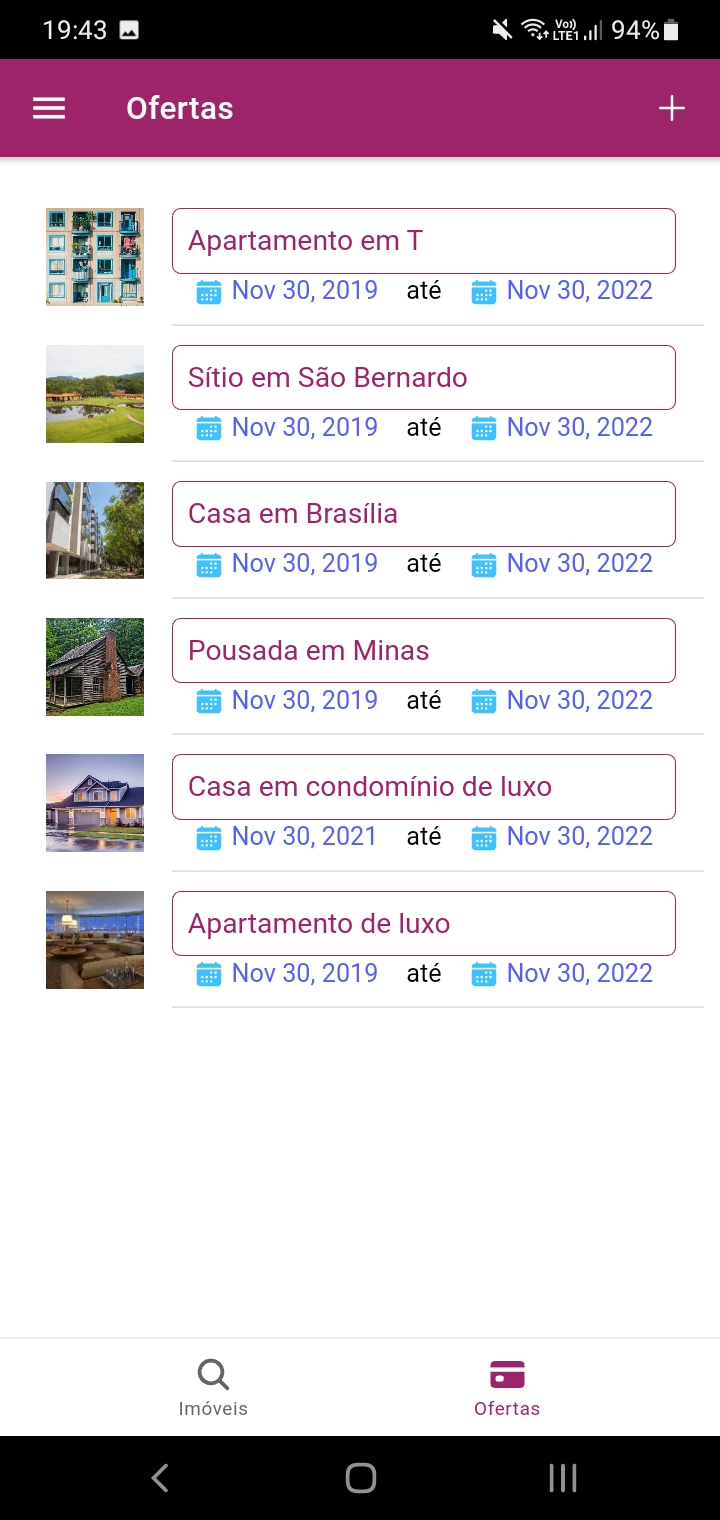 19:43 Vo)) LTE1 94%
Ofertas
Apartamento em T
Nov 30, 2019 até Nov 30, 2022
Sítio em São Bernardo
Nov 30, 2019 até Nov 30, 2022
Casa em Brasília
Nov 30, 2019 até Nov 30, 2022
Pousada em Minas
Nov 30, 2019 até Nov 30, 2022
Casa em condomínio de luxo
Nov 30, 2021 até Nov 30, 2022
Apartamento de luxo
Nov 30, 2019 até Nov 30, 2022
Imóveis Ofertas